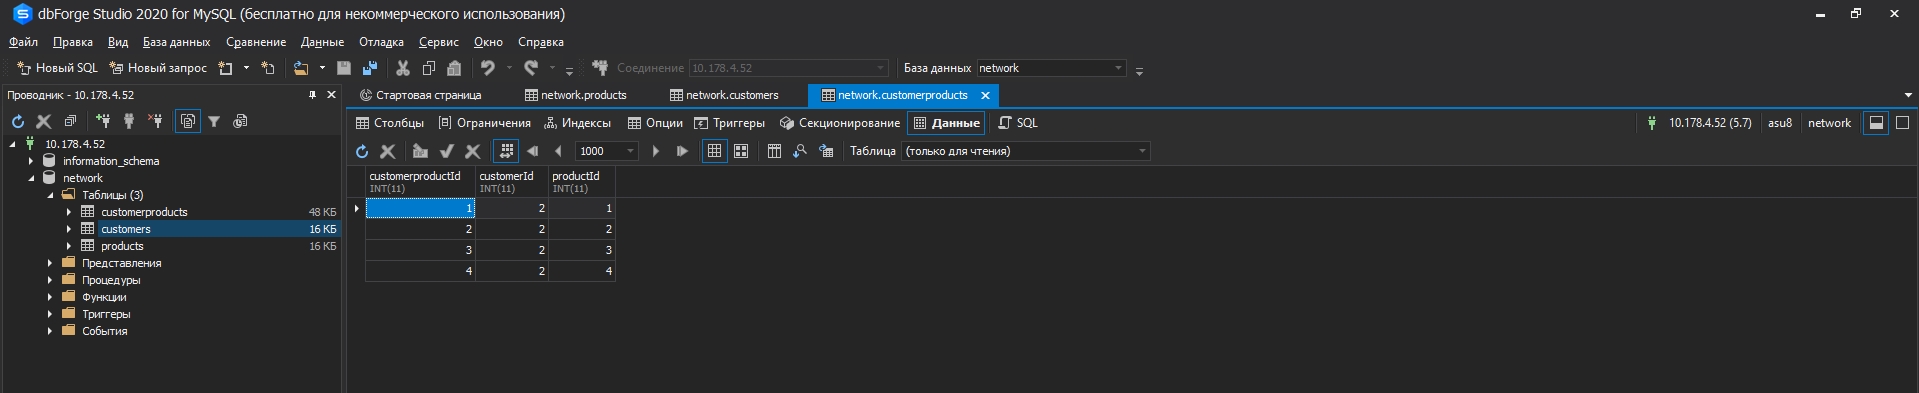 dbForge Studio 2020 for MySQL (бесплатно для некоммерческого использования)
Файл Правка Вид База данных Сравнение Данные Отладка Сервис Окно Справка
Новый SQL Новый запрос Соединение 10.178.4.52 База данных network
Проводник - 10.178.4.52
Стартовая страница network.products network.customers network.customerproducts
Столбцы Ограничения Индексы Опции Триггеры Секционирование Данные SQL 10.178.4.52 (5.7) asu8 network
1000 Таблица (только для чтения)
10.178.4.52
information_schema
network
Таблицы (3)
customerproducts 48 КБ
customers 16 КБ
products 16 КБ
Представления
Процедуры
Функции
Триггеры
События
customerproductId customerId productId
INT(11) INT(11) INT(11)
1 2 1
2 2 2
3 2 3
4 2 4